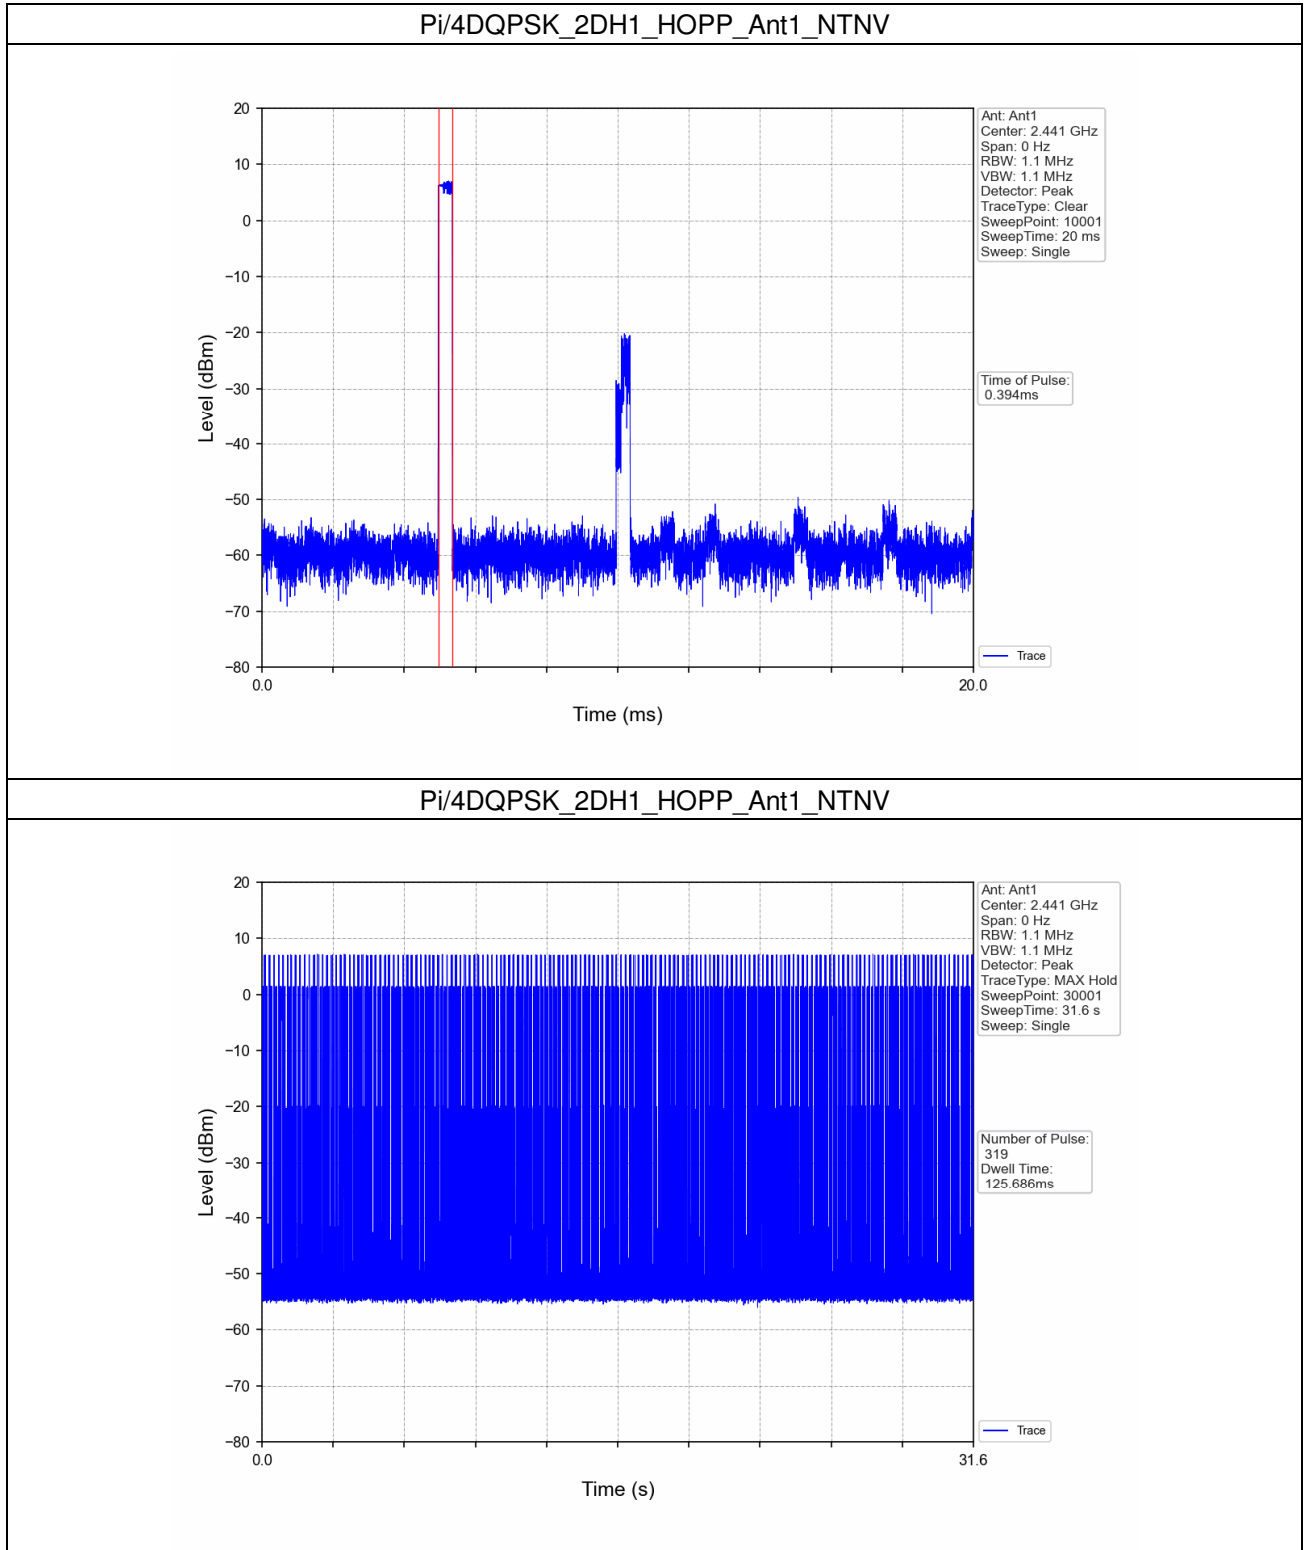 Pi/4DQPSK_2DH1_HOPP_Ant1_NTNV
20
10
0
−10
−20
−30
−40
−50
−60
−70
−80
Level (dBm)
0.0
20.0
Time (ms)
Ant: Ant1
Center: 2.441 GHz
Span: 0 Hz
RBW: 1.1 MHz
VBW: 1.1 MHz
Detector: Peak
TraceType: Clear
SweepPoint: 10001
SweepTime: 20 ms
Sweep: Single
Time of Pulse:
0.394ms
Trace
Pi/4DQPSK_2DH1_HOPP_Ant1_NTNV
20
10
0
−10
−20
−30
−40
−50
−60
−70
−80
Level (dBm)
0.0
31.6
Time (s)
Ant: Ant1
Center: 2.441 GHz
Span: 0 Hz
RBW: 1.1 MHz
VBW: 1.1 MHz
Detector: Peak
TraceType: MAX Hold
SweepPoint: 30001
SweepTime: 31.6 s
Sweep: Single
Number of Pulse:
319
Dwell Time:
125.686ms
Trace